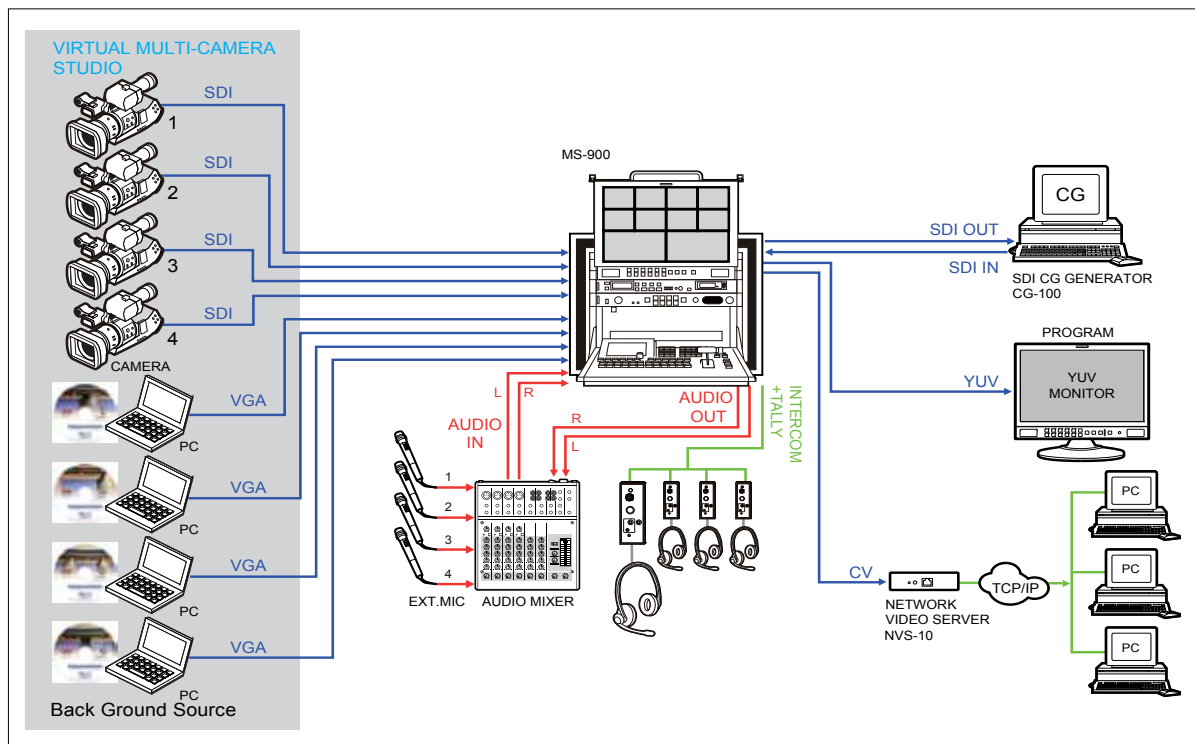 VIRTUAL MULTI-CAMERA
STUDIO
SDI
1
SDI
2
SDI
3
SDI
4
CAMERA
VGA
PC
VGA
PC
VGA
PC
VGA
PC
Back Ground Source
MS-900
L
R
AUDIO
IN
R
L
AUDIO
OUT
INTERCOM
+TALLY
1
2
3
4
EXT.MIC
AUDIO MIXER
SDI OUT
SDI IN
CG
SDI CG GENERATOR
CG-100
PROGRAM
YUV
YUV
MONITOR
CV
NETWORK
VIDEO SERVER
NVS-10
TCP/IP
PC
PC
PC